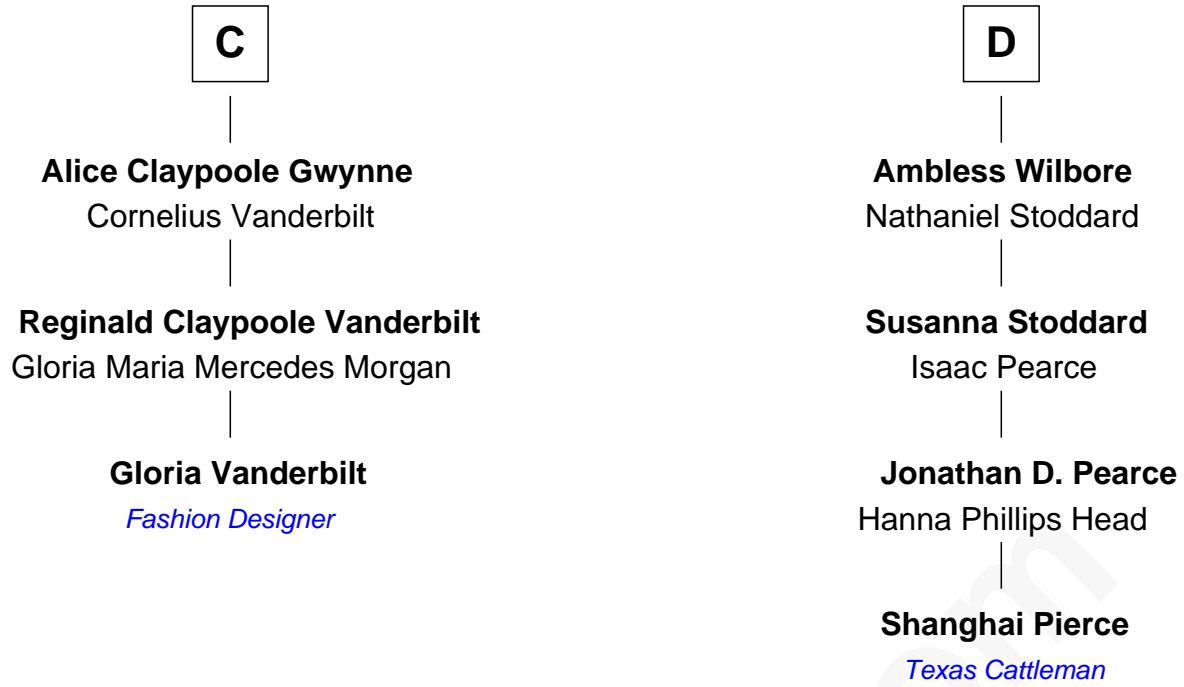 C
Alice Claypoole Gwynne
Cornelius Vanderbilt
Reginald Claypoole Vanderbilt
Gloria Maria Mercedes Morgan
Gloria Vanderbilt
Fashion Designer
D
Ambless Wilbore
Nathaniel Stoddard
Susanna Stoddard
Isaac Pearce
Jonathan D. Pearce
Hanna Phillips Head
Shanghai Pierce
Texas Cattleman